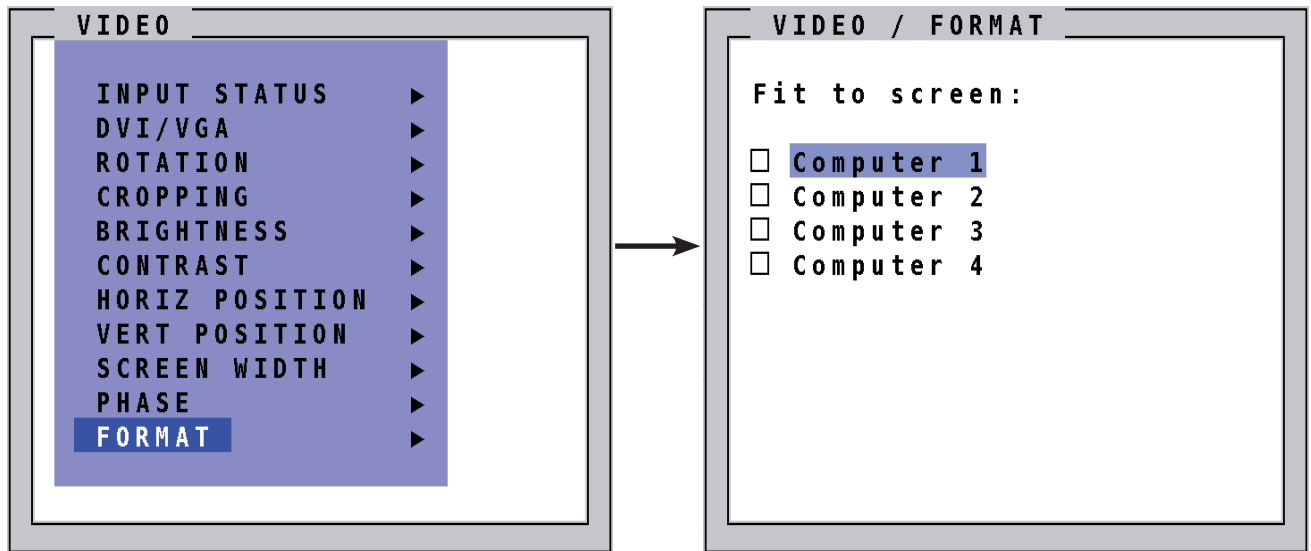 VIDEO
INPUT STATUS ▶
DVI/VGA ▶
ROTATION ▶
CROPPING ▶
BRIGHTNESS ▶
CONTRAST ▶
HORIZ POSITION ▶
VERT POSITION ▶
SCREEN WIDTH ▶
PHASE ▶
FORMAT ▶
VIDEO / FORMAT
Fit to screen:
☐ Computer 1
☐ Computer 2
☐ Computer 3
☐ Computer 4